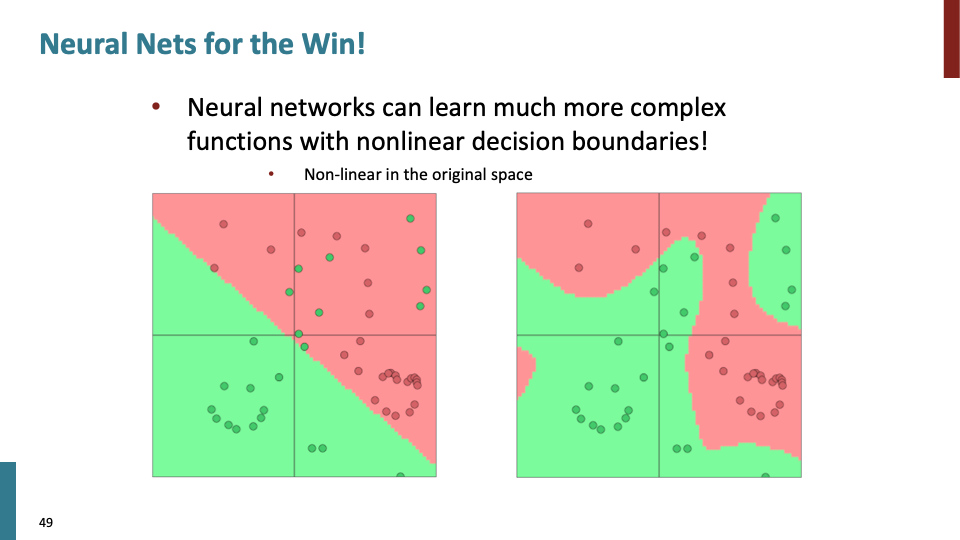 Neural Nets for the Win!
• Neural networks can learn much more complex
functions with nonlinear decision boundaries!
• Non-linear in the original space
49